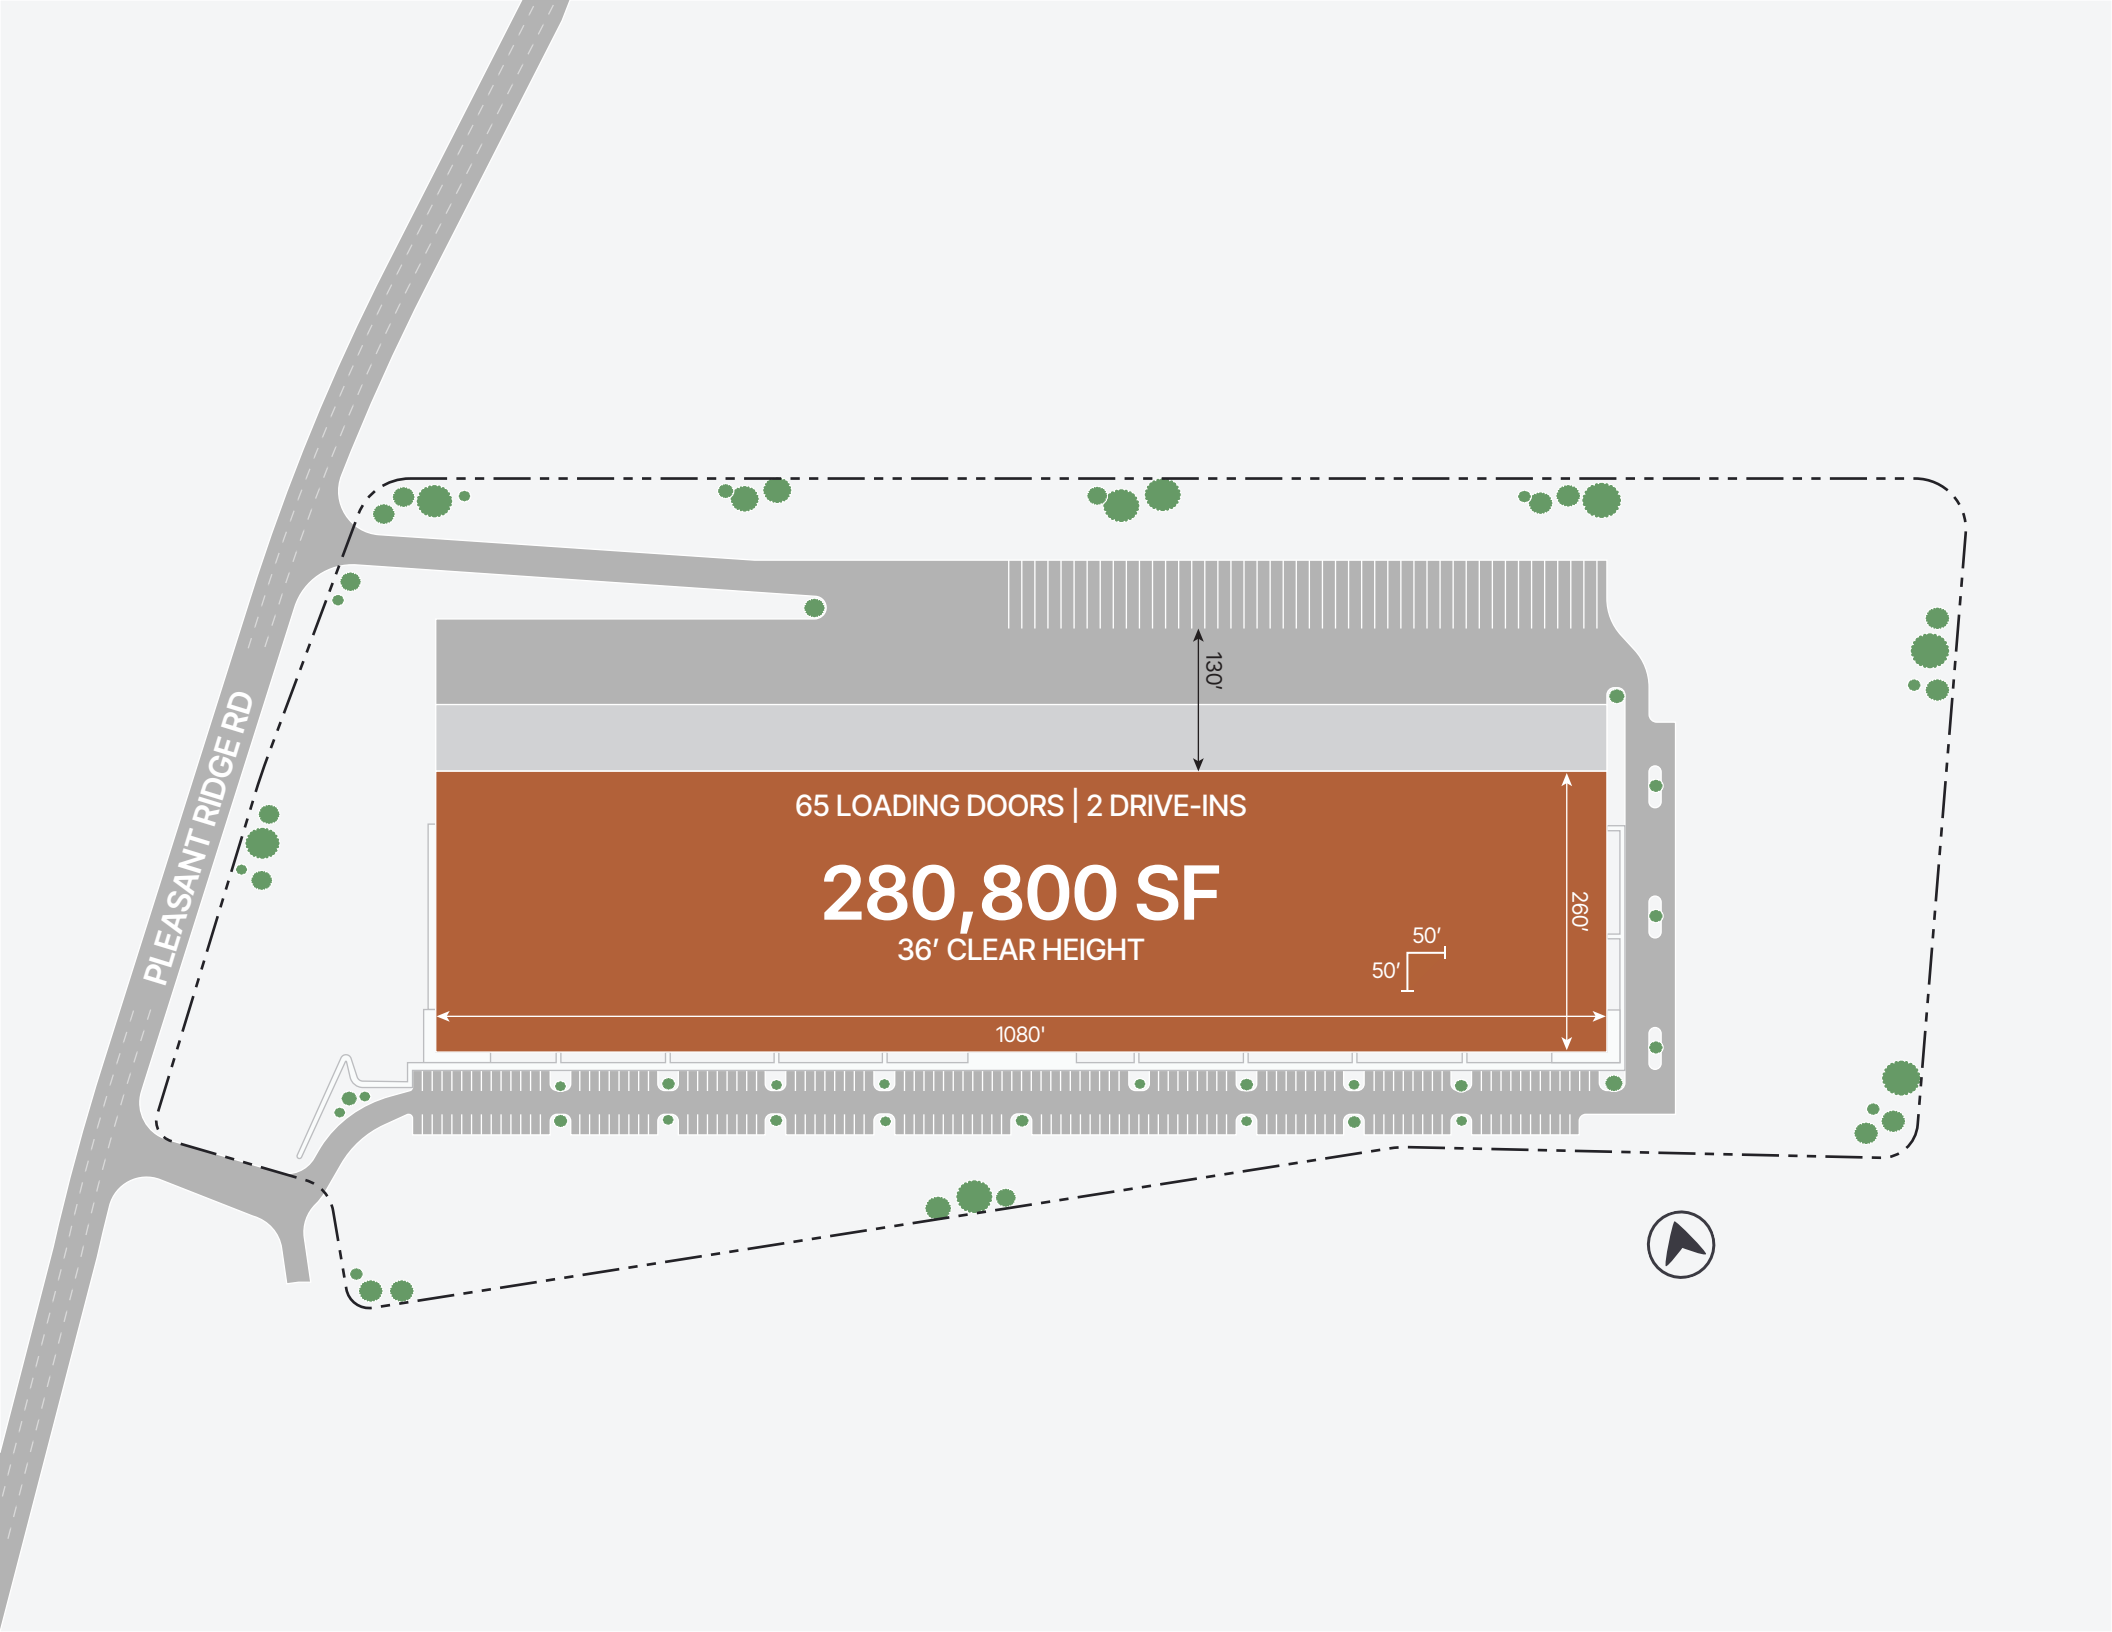 130′
65 LOADING DOORS | 2 DRIVE-INS
280,800 SF
36′ CLEAR HEIGHT
260′
50′
50′
1080'
PLEASANT RIDGE RD